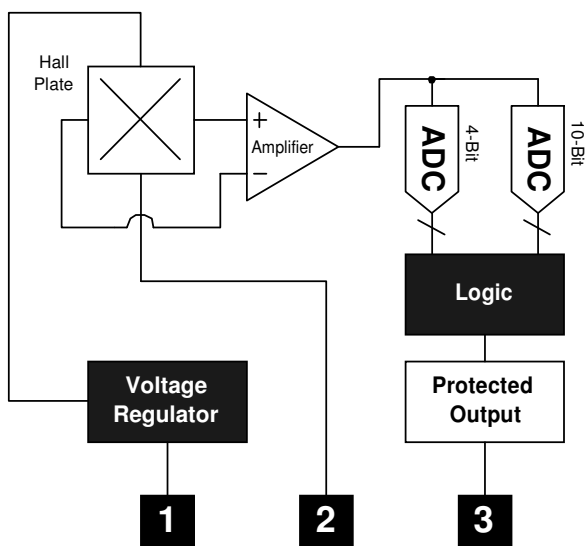 Hall
Plate
+
Amplifier
−
ADC
4-Bit
ADC
10-Bit
Logic
Voltage
Regulator
Protected
Output
1
2
3